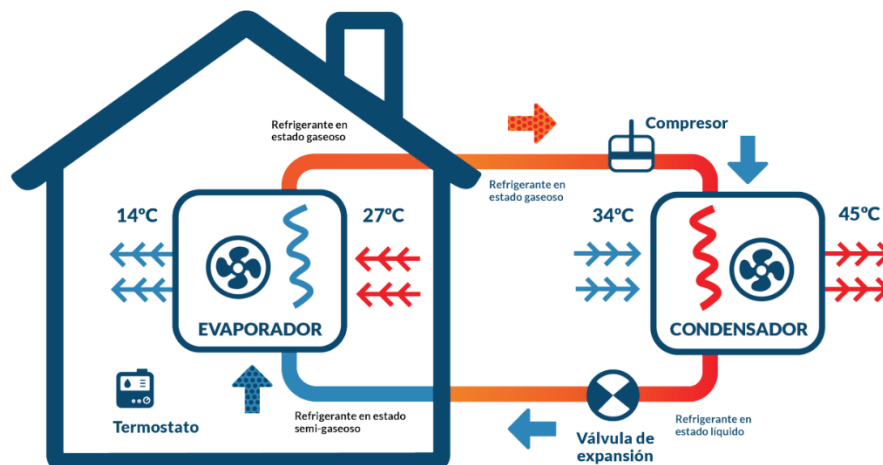 Refrigerante en
estado gaseoso
Compresor
Refrigerante en
estado gaseoso
14ºC
27ºC
34ºC
45ºC
EVAPORADOR
CONDENSADOR
Termostato
Refrigerante en estado
semi-gaseoso
Válvula de
expansión
Refrigerante en
estado líquido